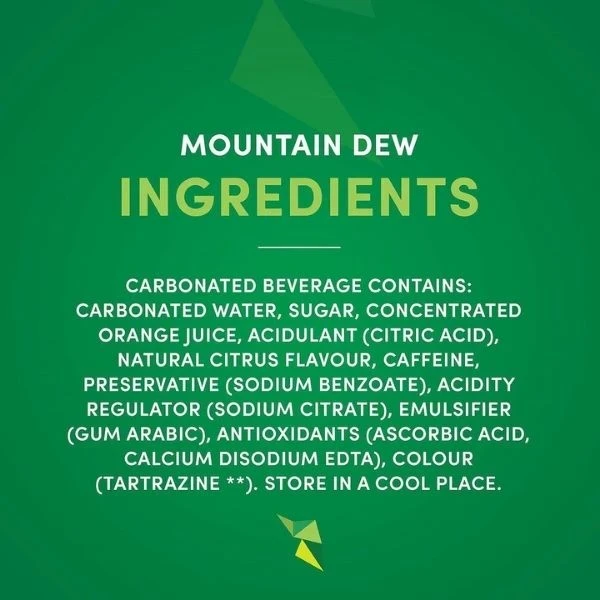 MOUNTAIN DEW
INGREDIENTS
CARBONATED BEVERAGE CONTAINS:
CARBONATED WATER, SUGAR, CONCENTRATED
ORANGE JUICE, ACIDULANT (CITRIC ACID),
NATURAL CITRUS FLAVOUR, CAFFEINE,
PRESERVATIVE (SODIUM BENZOATE), ACIDITY
REGULATOR (SODIUM CITRATE), EMULSIFIER
(GUM ARABIC), ANTIOXIDANTS (ASCORBIC ACID,
CALCIUM DISODIUM EDTA), COLOUR
(TARTRAZINE **). STORE IN A COOL PLACE.